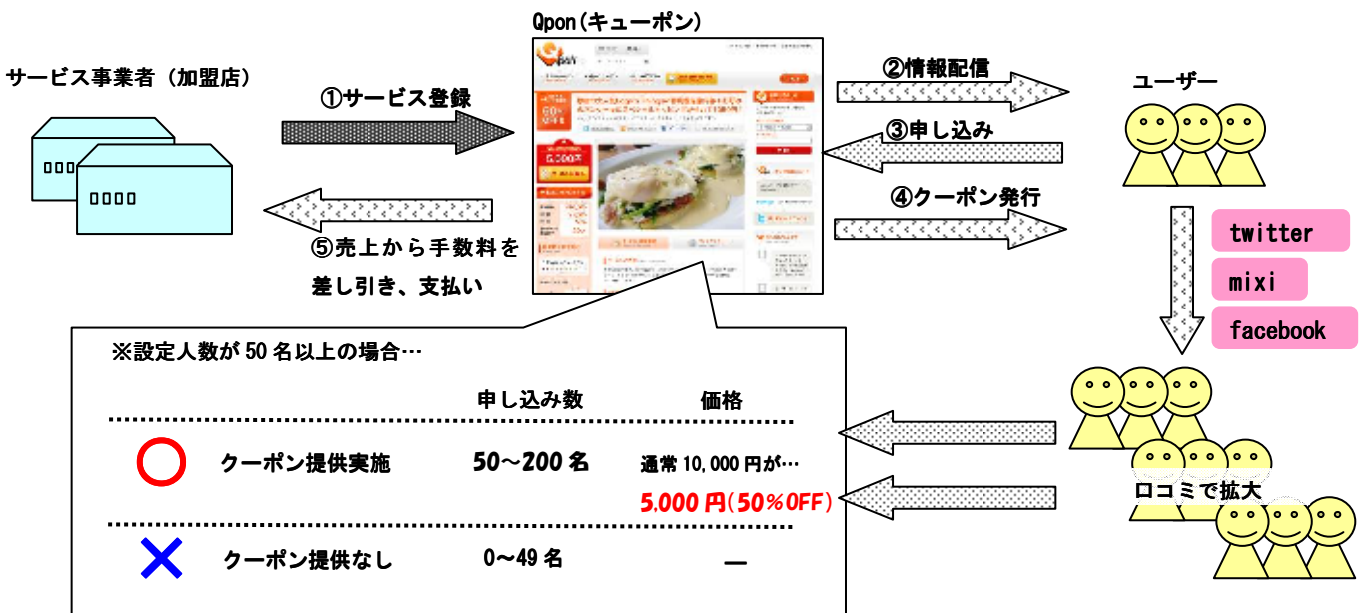 Qpon(キューポン)
サービス事業者（加盟店）
①サービス登録
②情報配信
ユーザー
③申し込み
④クーポン発行
⑤売上から手数料を
差し引き、支払い
twitter
mixi
facebook
5,000円
※設定人数が 50 名以上の場合…
申し込み数 価格
クーポン提供実施 50～200 名 通常 10,000 円が…
5,000 円(50％OFF)
口コミで拡大
クーポン提供なし 0～49 名 ―